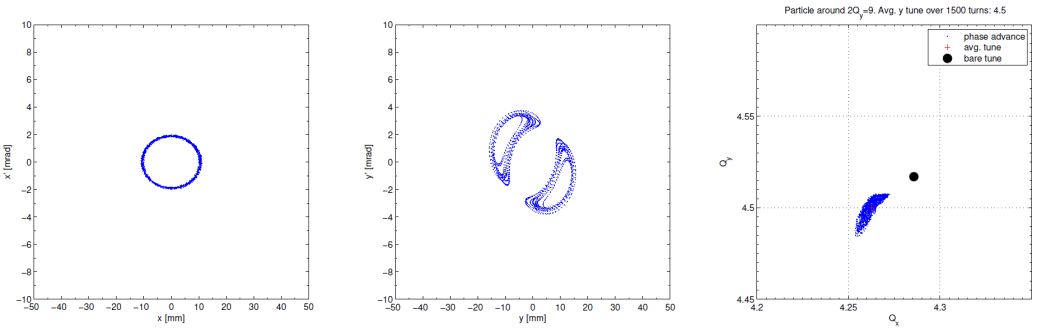 10
8
6
4
2
0
−2
−4
−6
−8
−10
x' [mrad]
−50 −40 −30 −20 −10 0 10 20 30 40 50
x [mm]
10
8
6
4
2
0
−2
−4
−6
−8
−10
y' [mrad]
−50 −40 −30 −20 −10 0 10 20 30 40 50
y [mm]
Particle around 2Q_y=9. Avg. y tune over 1500 turns: 4.5
phase advance
avg. tune
bare tune
4.55
4.5
4.45
Q_y
4.2 4.25 4.3
Q_x